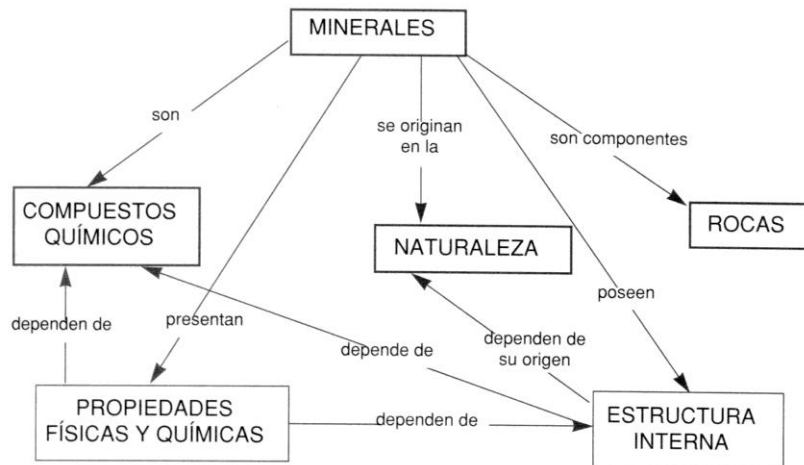 MINERALES
son
se originan
en la
son componentes
COMPUESTOS
QUÍMICOS
NATURALEZA
ROCAS
poseen
dependen de
presentan
depende de
dependen de
su origen
PROPIEDADES
FÍSICAS Y QUÍMICAS
dependen de
ESTRUCTURA
INTERNA